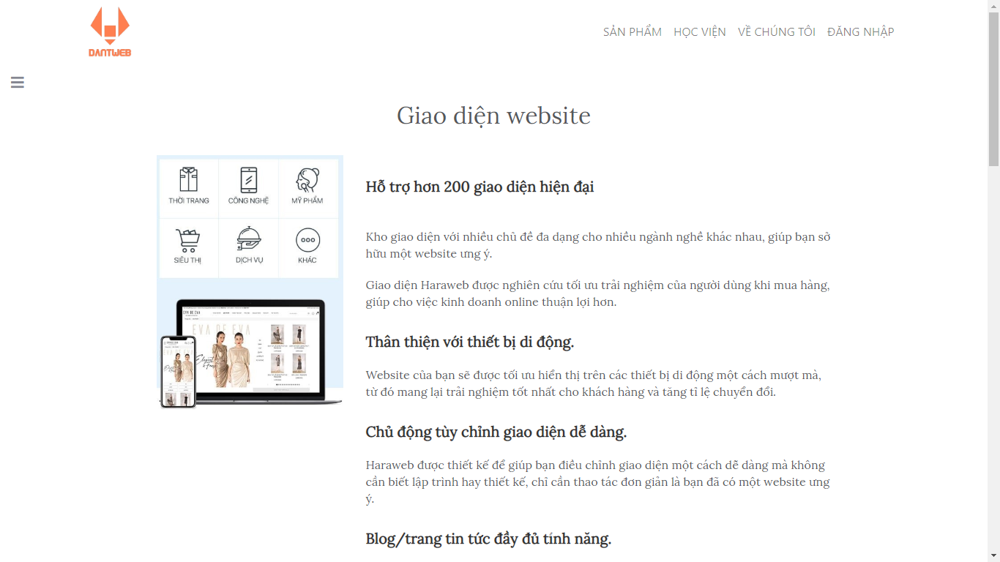 DANTWEB
SẢN PHẨM HỌC VIỆN VỀ CHÚNG TÔI ĐĂNG NHẬP
Giao diện website
THỜI TRANG CÔNG NGHỆ MỸ PHẨM
SIÊU THỊ DỊCH VỤ KHÁC
EVA DE EVA
EVA DE EVA
Hỗ trợ hơn 200 giao diện hiện đại
Kho giao diện với nhiều chủ đề đa dạng cho nhiều ngành nghề khác nhau, giúp bạn sở
hữu một website ưng ý.
Giao diện Haraweb được nghiên cứu tối ưu trải nghiệm của người dùng khi mua hàng,
giúp cho việc kinh doanh online thuận lợi hơn.
Thân thiện với thiết bị di động.
Website của bạn sẽ được tối ưu hiển thị trên các thiết bị di động một cách mượt mà,
từ đó mang lại trải nghiệm tốt nhất cho khách hàng và tăng tỉ lệ chuyển đổi.
Chủ động tùy chỉnh giao diện dễ dàng.
Haraweb được thiết kế để giúp bạn điều chỉnh giao diện một cách dễ dàng mà không
cần biết lập trình hay thiết kế, chỉ cần thao tác đơn giản là bạn đã có một website ưng
ý.
Blog/trang tin tức đầy đủ tính năng.